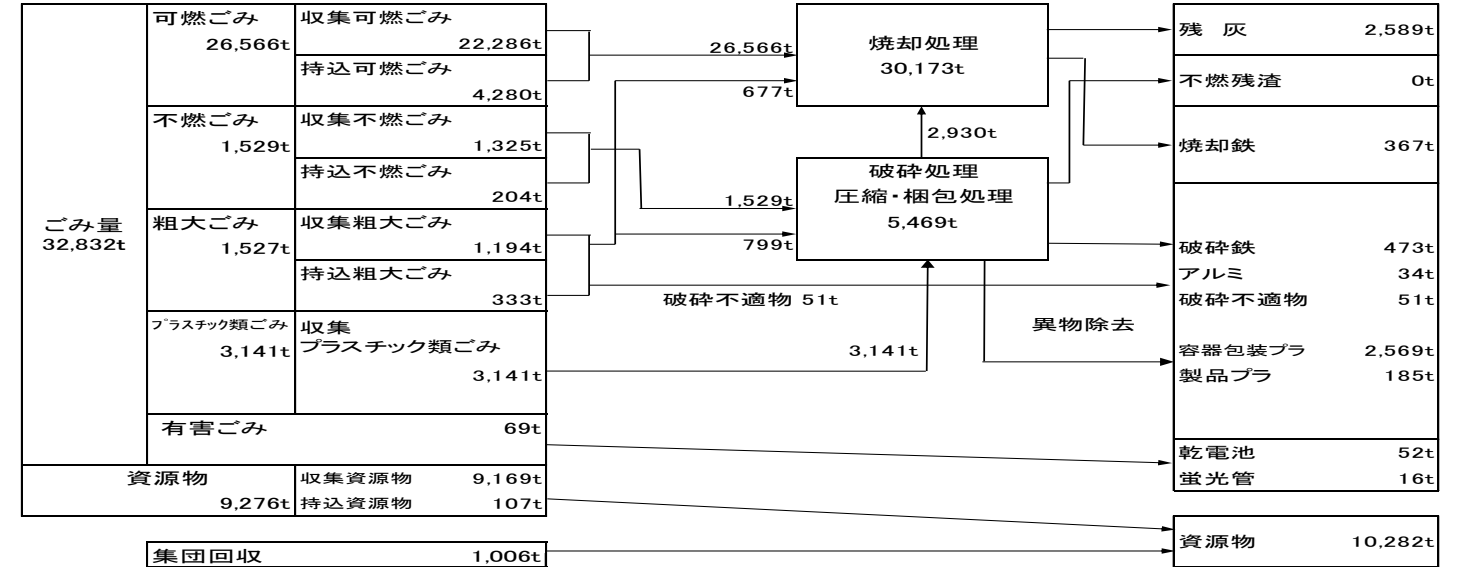 可燃ごみ
26,566t
収集可燃ごみ
22,286t
持込可燃ごみ
4,280t
不燃ごみ
1,529t
収集不燃ごみ
1,325t
持込不燃ごみ
204t
ごみ量
32,832t
粗大ごみ
1,527t
収集粗大ごみ
1,194t
持込粗大ごみ
333t
プラスチック類ごみ
3,141t
収集
プラスチック類ごみ
3,141t
有害ごみ 69t
資源物
9,276t
収集資源物 9,169t
持込資源物 107t
集団回収 1,006t
26,566t
677t
焼却処理
30,173t
2,930t
1,529t
799t
破砕処理
圧縮・梱包処理
5,469t
破砕不適物 51t
3,141t
異物除去
残 灰 2,589t
不燃残渣 0t
焼却鉄 367t
破砕鉄 473t
アルミ 34t
破砕不適物 51t
容器包装プラ 2,569t
製品プラ 185t
乾電池 52t
蛍光管 16t
資源物 10,282t